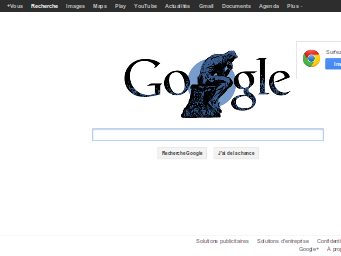 +Vous Recherche Images Maps Play YouTube Actualités Gmail Documents Agenda Plus
Google
Surfez
Ins
Recherche Google J'ai de la chance
Solutions publicitaires Solutions d'entreprise Confidenti
Google+ À prop